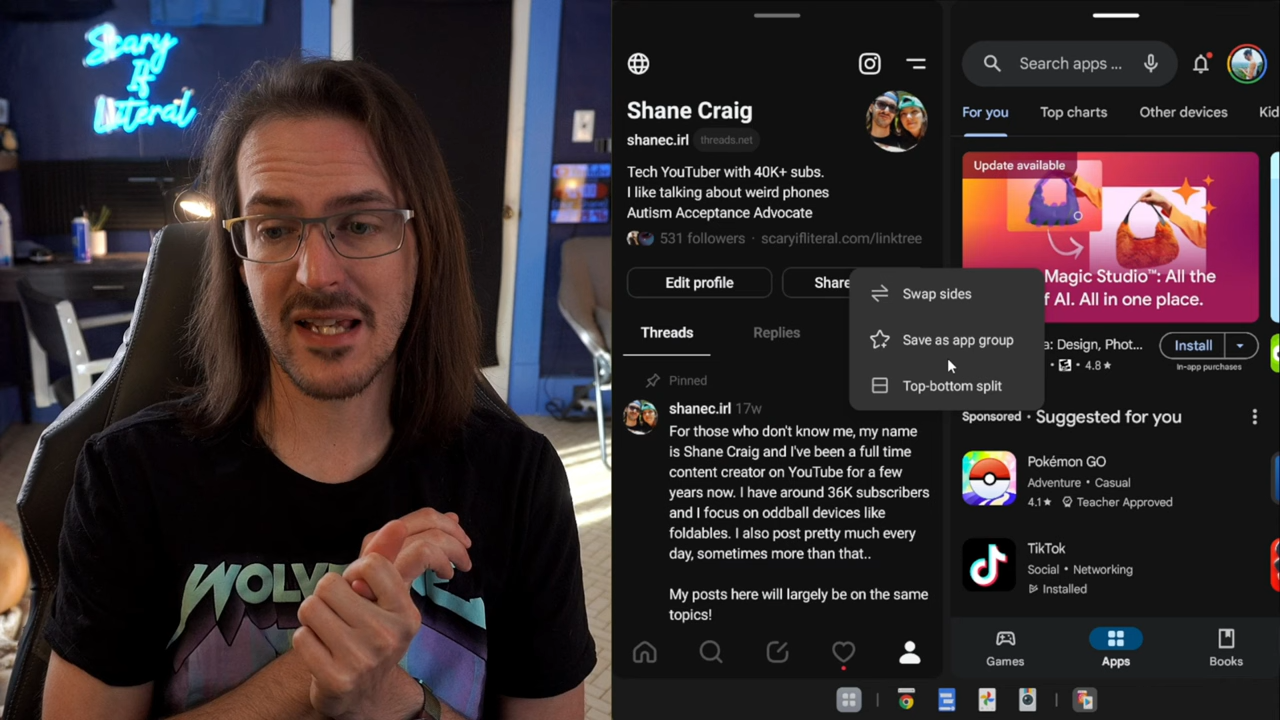 Scary
If
Literal
WOLV
Shane Craig
shanec.irl threads.net
Tech YouTuber with 40K+ subs.
I like talking about weird phones
Autism Acceptance Advocate
531 followers · scaryifliteral.com/linktree
Edit profile
Share
Threads
Replies
Pinned
shanec.irl 17w
For those who don't know me, my name
is Shane Craig and I've been a full time
content creator on YouTube for a few
years now. I have around 36K subscribers
and I focus on oddball devices like
foldables. I also post pretty much every
day, sometimes more than that..
My posts here will largely be on the same
topics!
Swap sides
Save as app group
Top-bottom split
Search apps ...
For you
Top charts
Other devices
Kid
Update available
Magic Studio™: All the
f AI. All in one place.
a: Design, Phot...
4.8★
Install
In-app purchases
Sponsored • Suggested for you
Pokémon GO
Adventure • Casual
4.1★ Teacher Approved
TikTok
Social • Networking
Installed
Games
Apps
Books